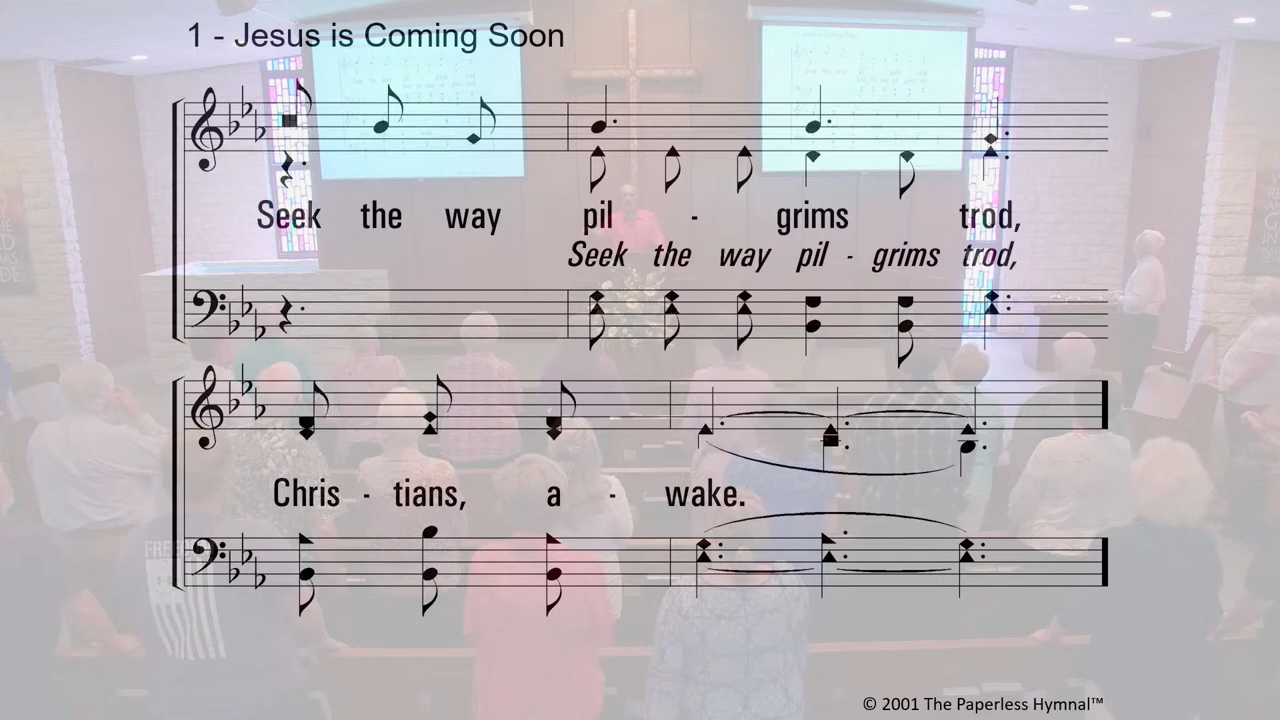 1 - Jesus is Coming Soon
Seek the way pil - grims trod,
Seek the way pil - grims trod,
Chris - tians, a - wake.
© 2001 The Paperless Hymnal™